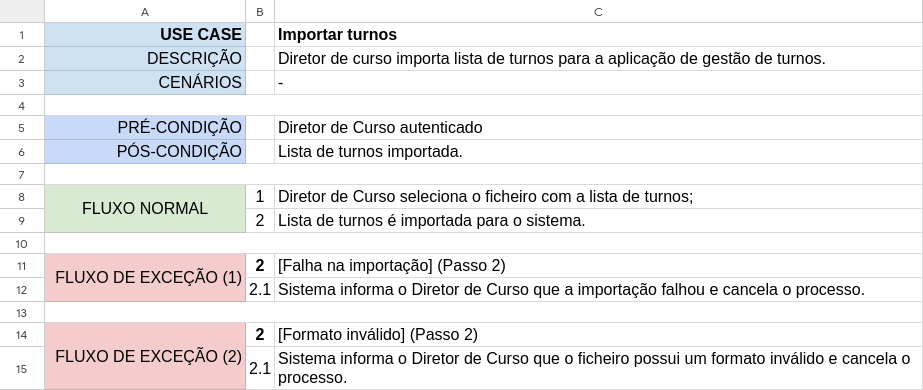 A B C
1 USE CASE Importar turnos
2 DESCRIÇÃO Diretor de curso importa lista de turnos para a aplicação de gestão de turnos.
3 CENÁRIOS -
4
5 PRÉ-CONDIÇÃO Diretor de Curso autenticado
6 PÓS-CONDIÇÃO Lista de turnos importada.
7
8 FLUXO NORMAL 1 Diretor de Curso seleciona o ficheiro com a lista de turnos;
9 2 Lista de turnos é importada para o sistema.
10
11 FLUXO DE EXCEÇÃO (1) 2 [Falha na importação] (Passo 2)
12 2.1 Sistema informa o Diretor de Curso que a importação falhou e cancela o processo.
13
14 FLUXO DE EXCEÇÃO (2) 2 [Formato inválido] (Passo 2)
15 2.1 Sistema informa o Diretor de Curso que o ficheiro possui um formato inválido e cancela o
processo.